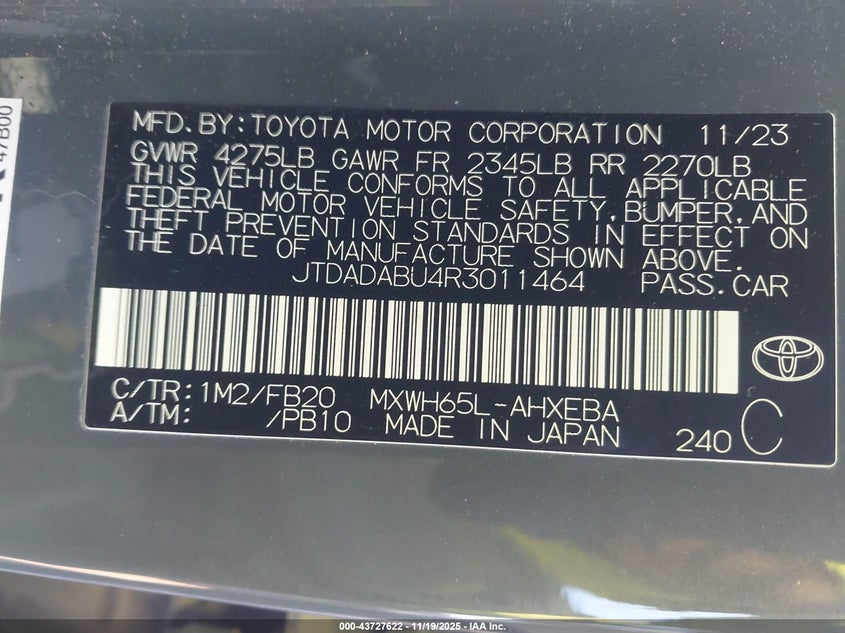 47B00
MFD.BY:TOYOTA MOTOR CORPORATION 11/23
GVWR 4275LB GAWR FR 2345LB RR 2270LB
THIS VEHICLE CONFORMS TO ALL APPLICABLE
FEDERAL MOTOR VEHICLE SAFETY,BUMPER,AND
THEFT PREVENTION STANDARDS IN EFFECT ON
THE DATE OF MANUFACTURE SHOWN ABOVE.
JTDADABU4R3011464 PASS.CAR
C/TR:1M2/FB20 MXWH65L-AHXEBA
A/TM: /PB10 MADE IN JAPAN 240 C
000-43727622 - 11/19/2025 - IAA Inc.